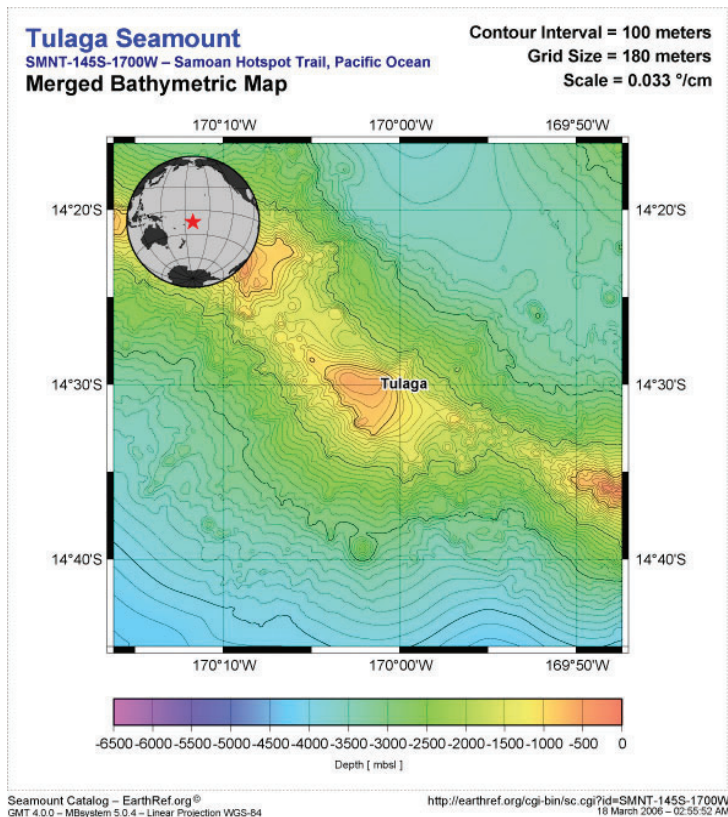 Tulaga Seamount
SMNT-145S-1700W – Samoan Hotspot Trail, Pacific Ocean
Merged Bathymetric Map
Contour Interval = 100 meters
Grid Size = 180 meters
Scale = 0.033 °/cm
170°10'W 170°00'W 169°50'W
14°20'S 14°20'S
Tulaga
14°30'S 14°30'S
14°40'S 14°40'S
170°10'W 170°00'W 169°50'W
-6500 -6000 -5500 -5000 -4500 -4000 -3500 -3000 -2500 -2000 -1500 -1000 -500 0
Depth [ mbsl ]
Seamount Catalog – EarthRef.org©
GMT 4.0.0 – MBsystem 5.0.4 – Linear Projection WGS-84
http://earthref.org/cgi-bin/sc.cgi?id=SMNT-145S-1700W
18 March 2006 – 02:55:52 AM